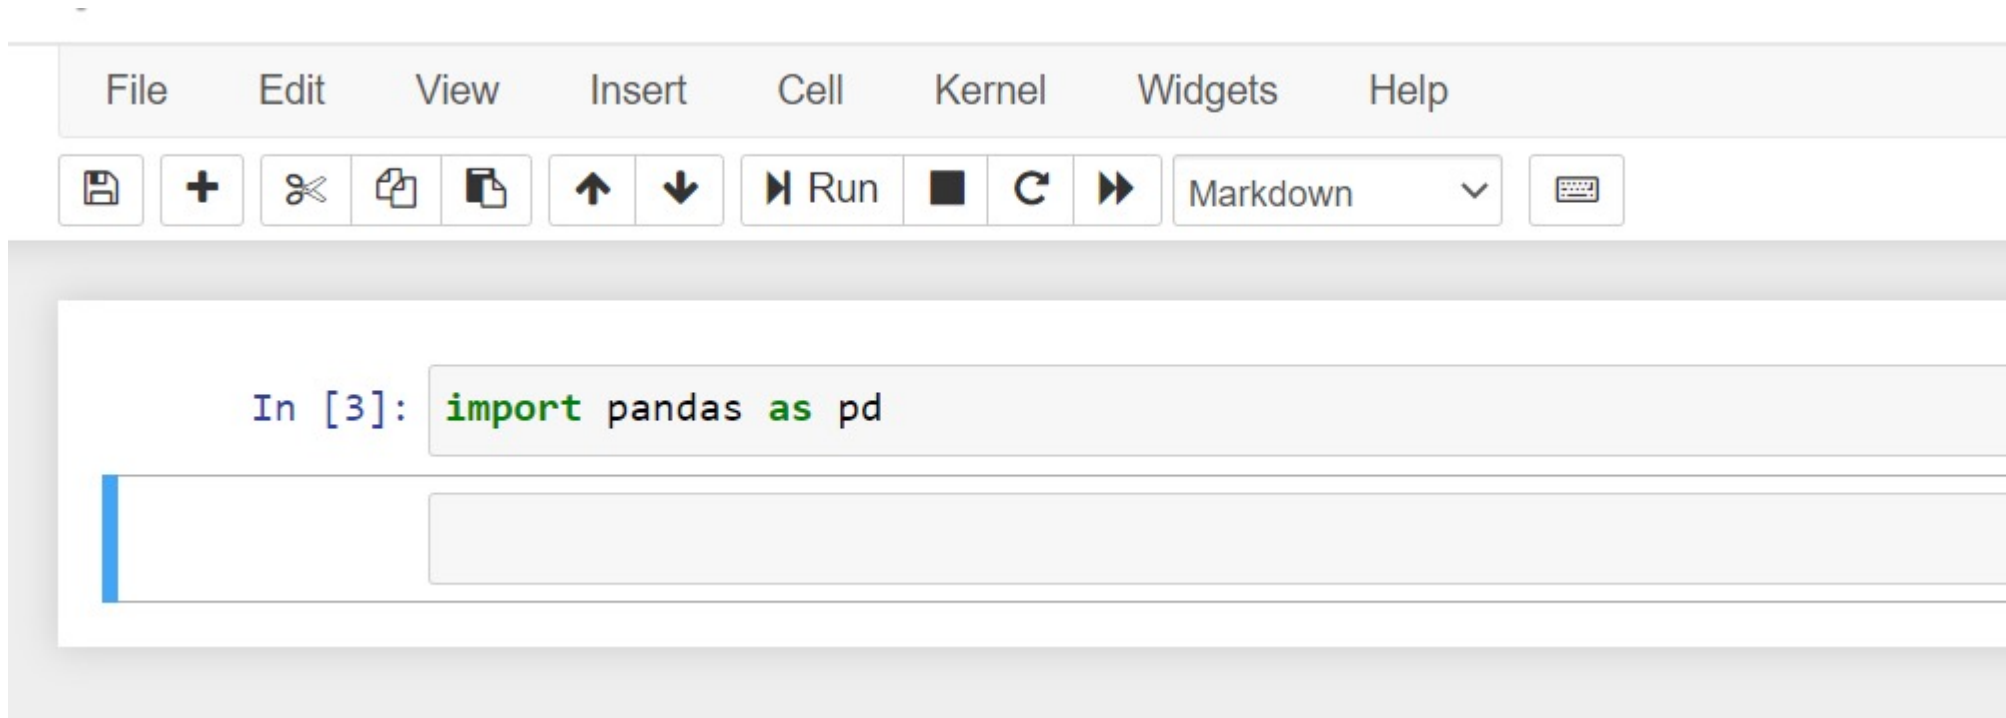 File Edit View Insert Cell Kernel Widgets Help
Run Markdown
In [3]: import pandas as pd